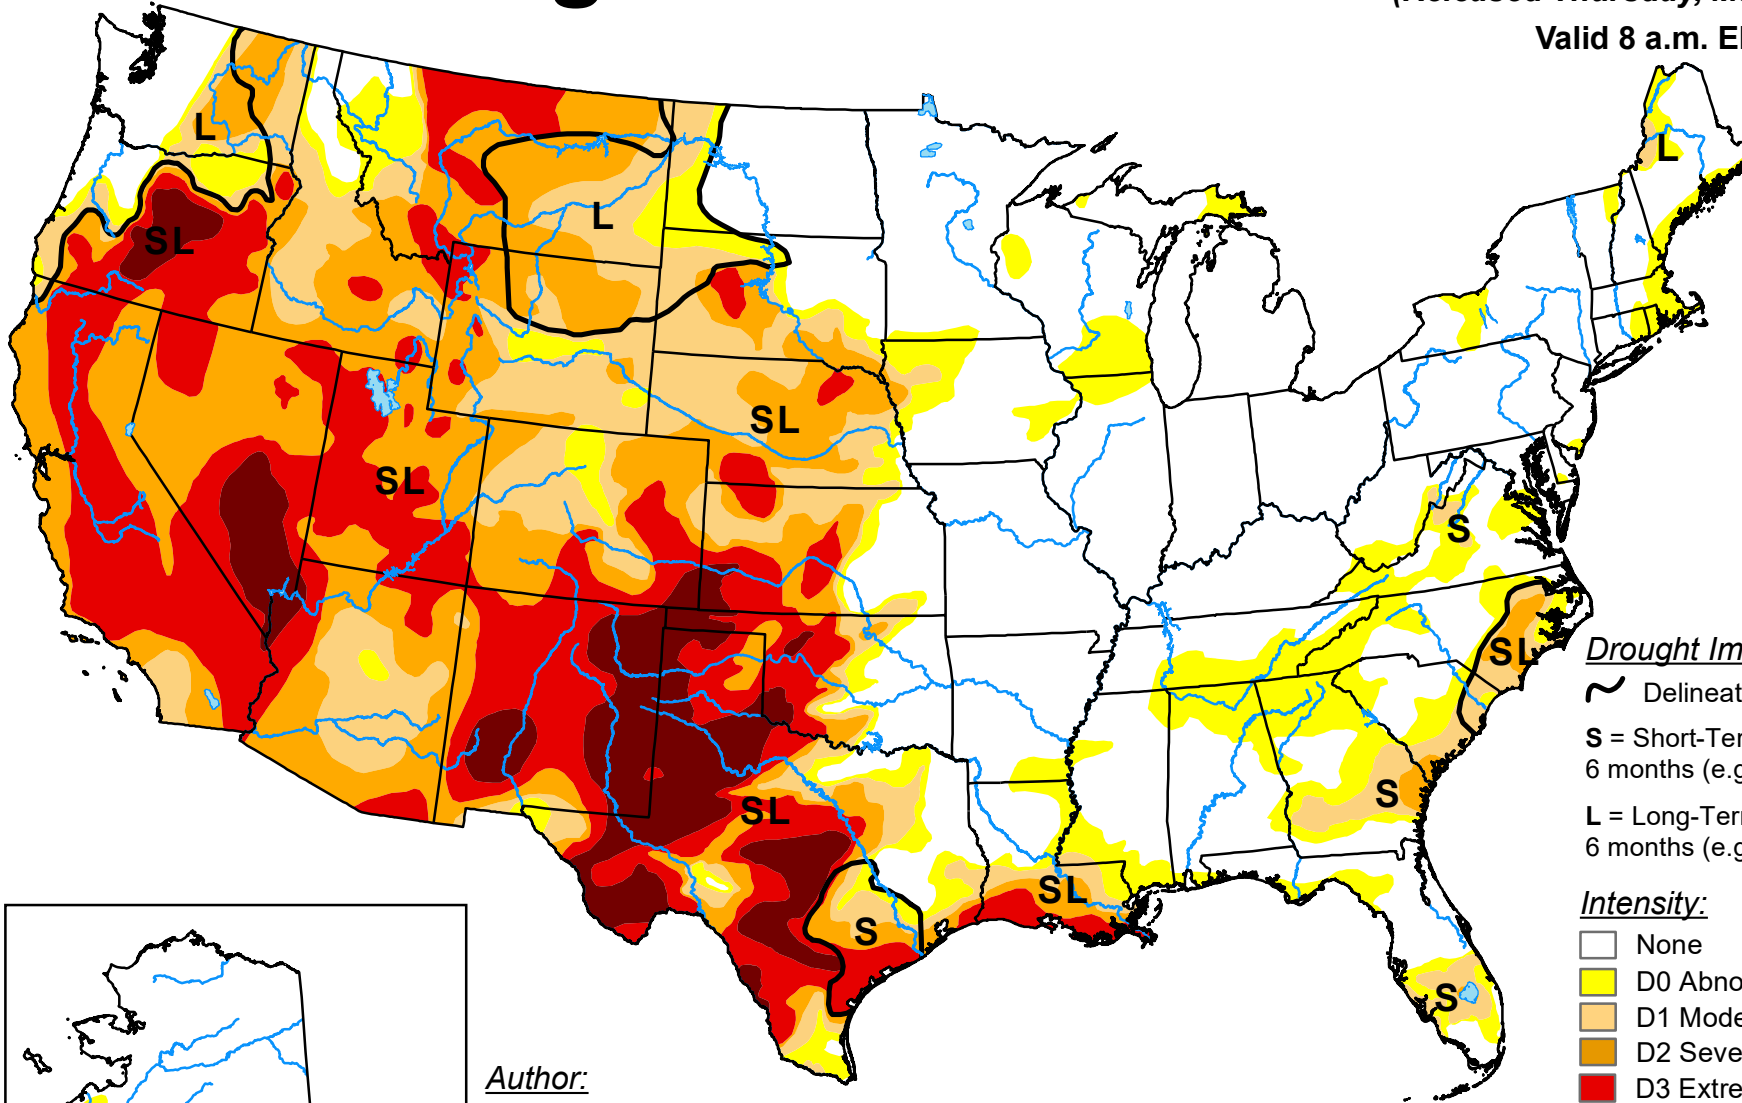 Valid 8 a.m. E
L
L
SL
L
SL
SL
S
SL
Drought Im
Delineat
S = Short-Ter
6 months (e.g
L = Long-Terr
6 months (e.g
S
SL
SL
S
S
Intensity:
None
D0 Abno
D1 Mode
D2 Seve
D3 Extre
Author: